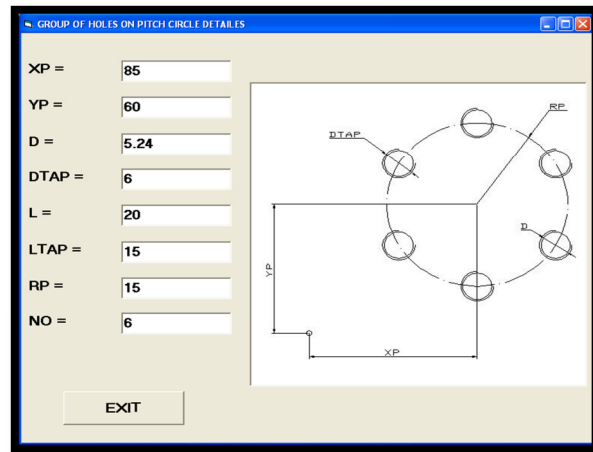 GROUP OF HOLES ON PITCH CIRCLE DETAILES
XP = 85
YP = 60
D = 5.24
DTAP = 6
L = 20
LTAP = 15
RP = 15
NO = 6
EXIT
RP
DTAP
D
YP
XP